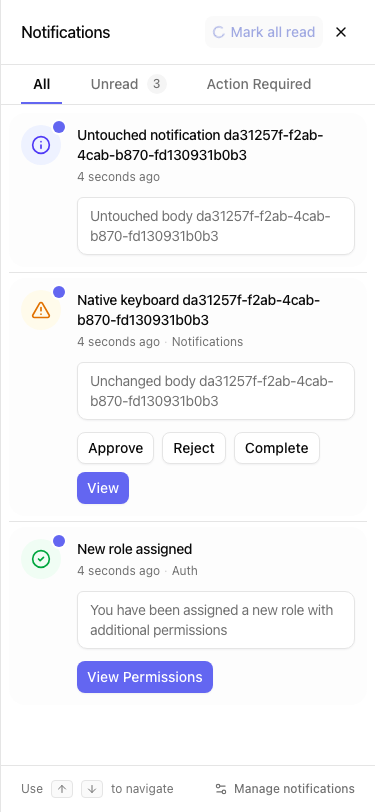 Notifications
Mark all read
All
Unread 3
Action Required
Untouched notification da31257f-f2ab-
4cab-b870-fd130931b0b3
4 seconds ago
Untouched body da31257f-f2ab-4cab-
b870-fd130931b0b3
Native keyboard da31257f-f2ab-4cab-
b870-fd130931b0b3
4 seconds ago · Notifications
Unchanged body da31257f-f2ab-4cab-
b870-fd130931b0b3
Approve
Reject
Complete
View
New role assigned
4 seconds ago · Auth
You have been assigned a new role with
additional permissions
View Permissions
Use ↑ ↓ to navigate
Manage notifications